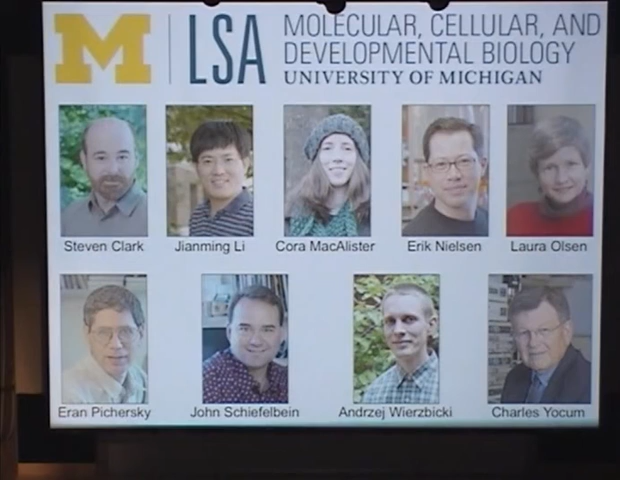 M LSA MOLECULAR, CELLULAR, AND
DEVELOPMENTAL BIOLOGY
UNIVERSITY OF MICHIGAN
Steven Clark Jianming Li Cora MacAlister Erik Nielsen Laura Olsen
Eran Pichersky John Schiefelbein Andrzej Wierzbicki Charles Yocum